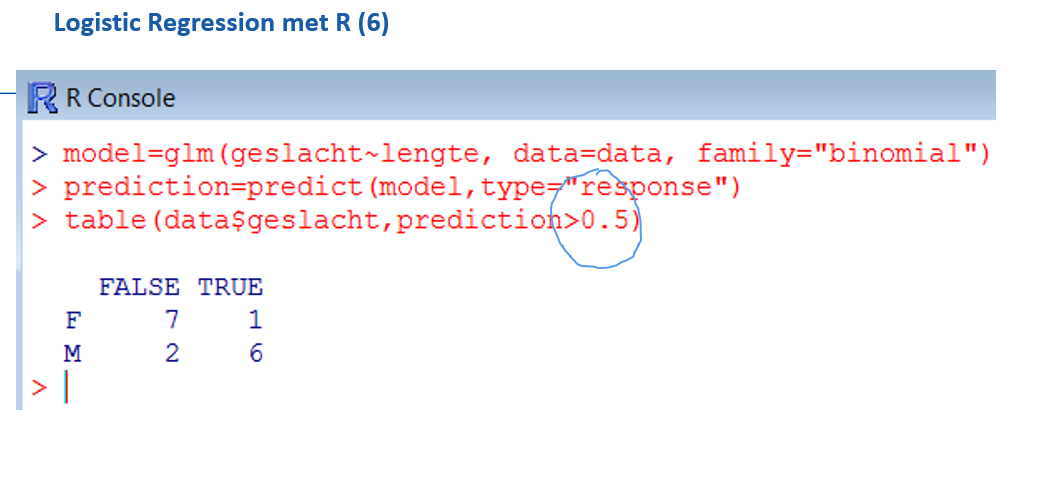 Logistic Regression met R (6)
R Console
> model=glm(geslacht~lengte, data=data, family="binomial")
> prediction=predict(model,type="response")
> table(data$geslacht,prediction>0.5)
FALSE TRUE
F 7 1
M 2 6
>